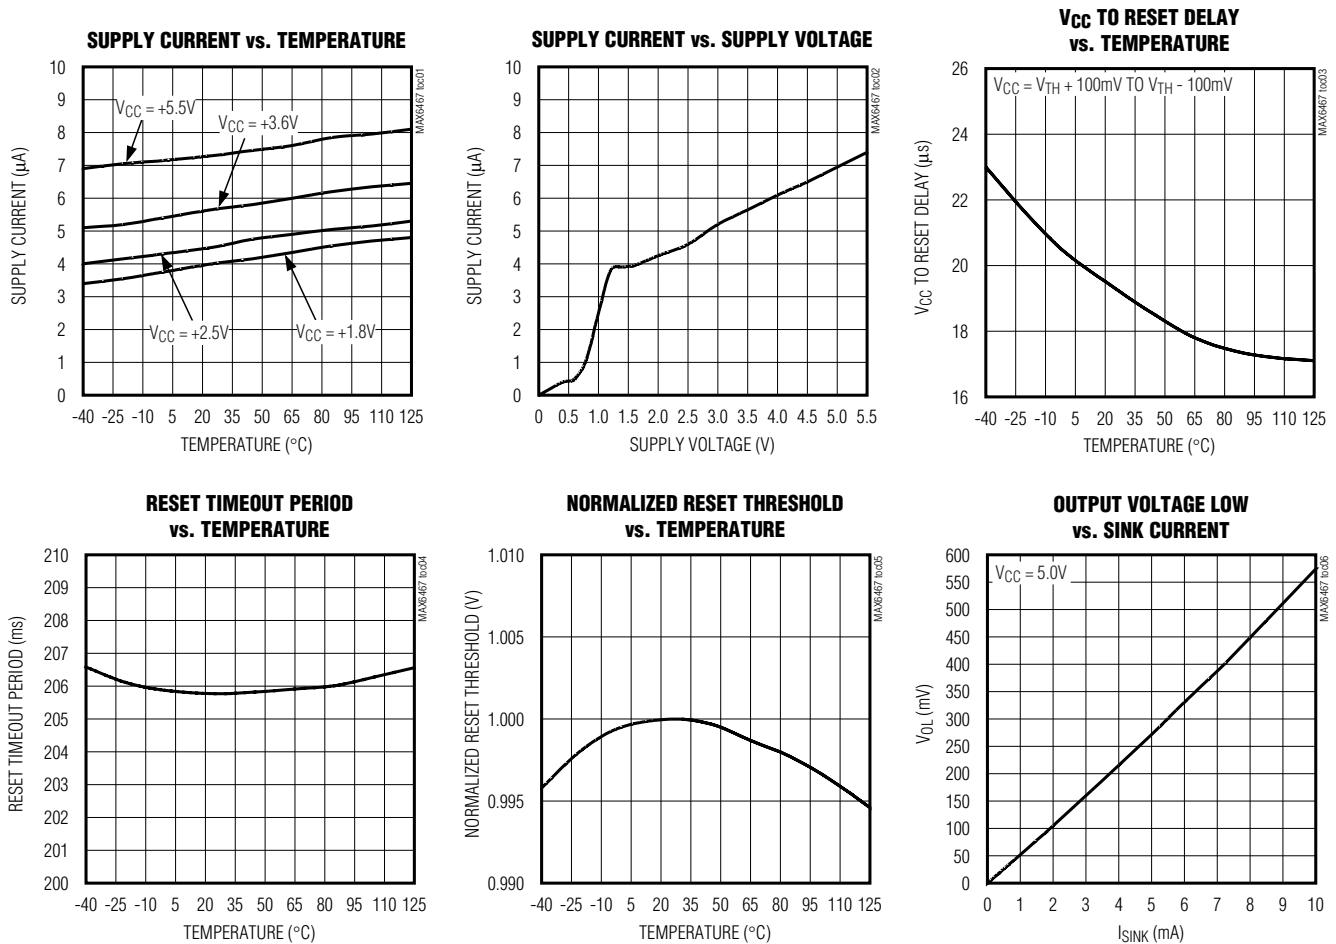 SUPPLY CURRENT vs. TEMPERATURE
MAX6467 toc01
10
9
8
7
6
5
4
3
2
1
0
SUPPLY CURRENT (μA)
VCC = +5.5V
VCC = +3.6V
VCC = +2.5V
VCC = +1.8V
-40 -25 -10 5 20 35 50 65 80 95 110 125
TEMPERATURE (°C)
SUPPLY CURRENT vs. SUPPLY VOLTAGE
MAX6467 toc02
10
9
8
7
6
5
4
3
2
1
0
SUPPLY CURRENT (μA)
0 0.5 1.0 1.5 2.0 2.5 3.0 3.5 4.0 4.5 5.0 5.5
SUPPLY VOLTAGE (V)
VCC TO RESET DELAY
vs. TEMPERATURE
MAX6467 toc03
26
24
22
20
18
16
VCC TO RESET DELAY (μs)
VCC = VTH + 100mV TO VTH - 100mV
-40 -25 -10 5 20 35 50 65 80 95 110 125
TEMPERATURE (°C)
RESET TIMEOUT PERIOD
vs. TEMPERATURE
MAX6467 toc04
210
209
208
207
206
205
204
203
202
201
200
RESET TIMEOUT PERIOD (ms)
-40 -25 -10 5 20 35 50 65 80 95 110 125
TEMPERATURE (°C)
NORMALIZED RESET THRESHOLD
vs. TEMPERATURE
MAX6467 toc05
1.010
1.005
1.000
0.995
0.990
NORMALIZED RESET THRESHOLD (V)
-40 -25 -10 5 20 35 50 65 80 95 110 125
TEMPERATURE (°C)
OUTPUT VOLTAGE LOW
vs. SINK CURRENT
MAX6467 toc06
600
550
500
450
400
350
300
250
200
150
100
50
0
VOL (mV)
VCC = 5.0V
0 1 2 3 4 5 6 7 8 9 10
ISINK (mA)